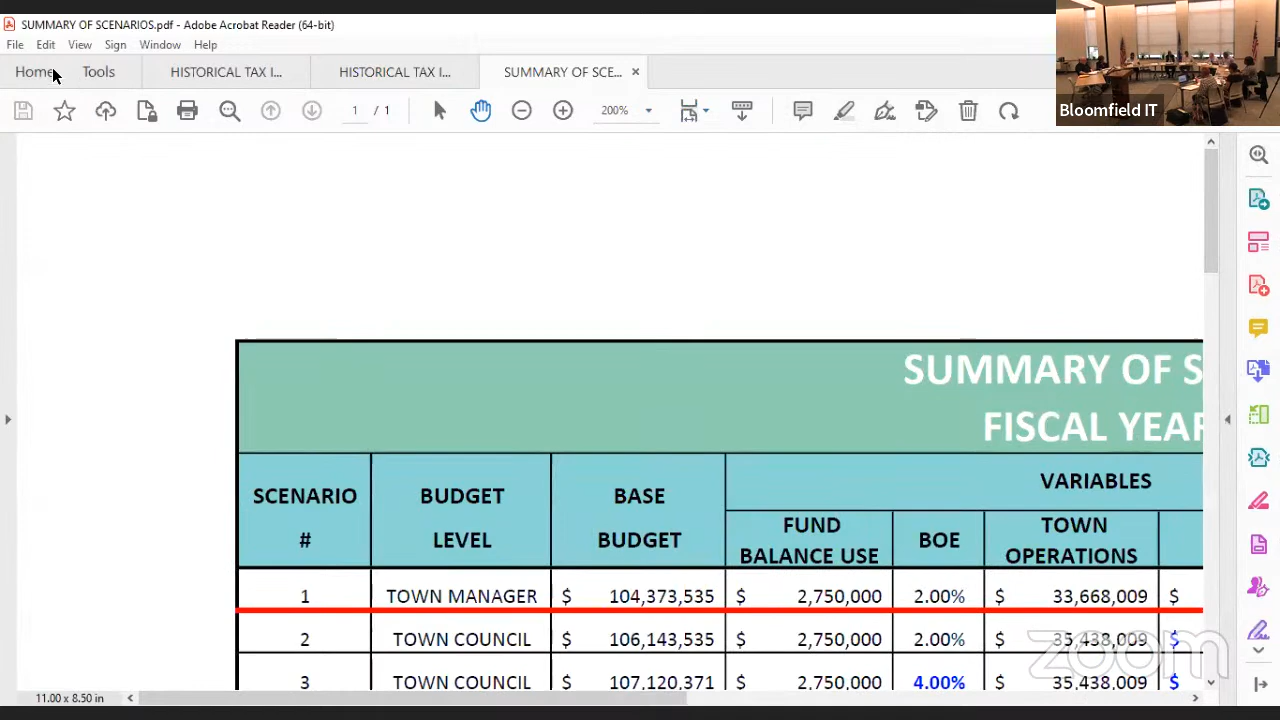 SUMMARY OF SCENARIOS.pdf - Adobe Acrobat Reader (64-bit)
File Edit View Sign Window Help
Home Tools HISTORICAL TAX I... HISTORICAL TAX I... SUMMARY OF SCE... ×
1 / 1 200%
Bloomfield IT
SUMMARY OF S
FISCAL YEAR
SCENARIO # BUDGET LEVEL BASE BUDGET VARIABLES
FUND BALANCE USE BOE TOWN OPERATIONS
1 TOWN MANAGER $ 104,373,535 $ 2,750,000 2.00% $ 33,668,009 $
2 TOWN COUNCIL $ 106,143,535 $ 2,750,000 2.00% $ 35,438,009 $
3 TOWN COUNCIL $ 107,120,371 $ 2,750,000 4.00% $ 35,438,009 $
zoom
11.00 x 8.50 in